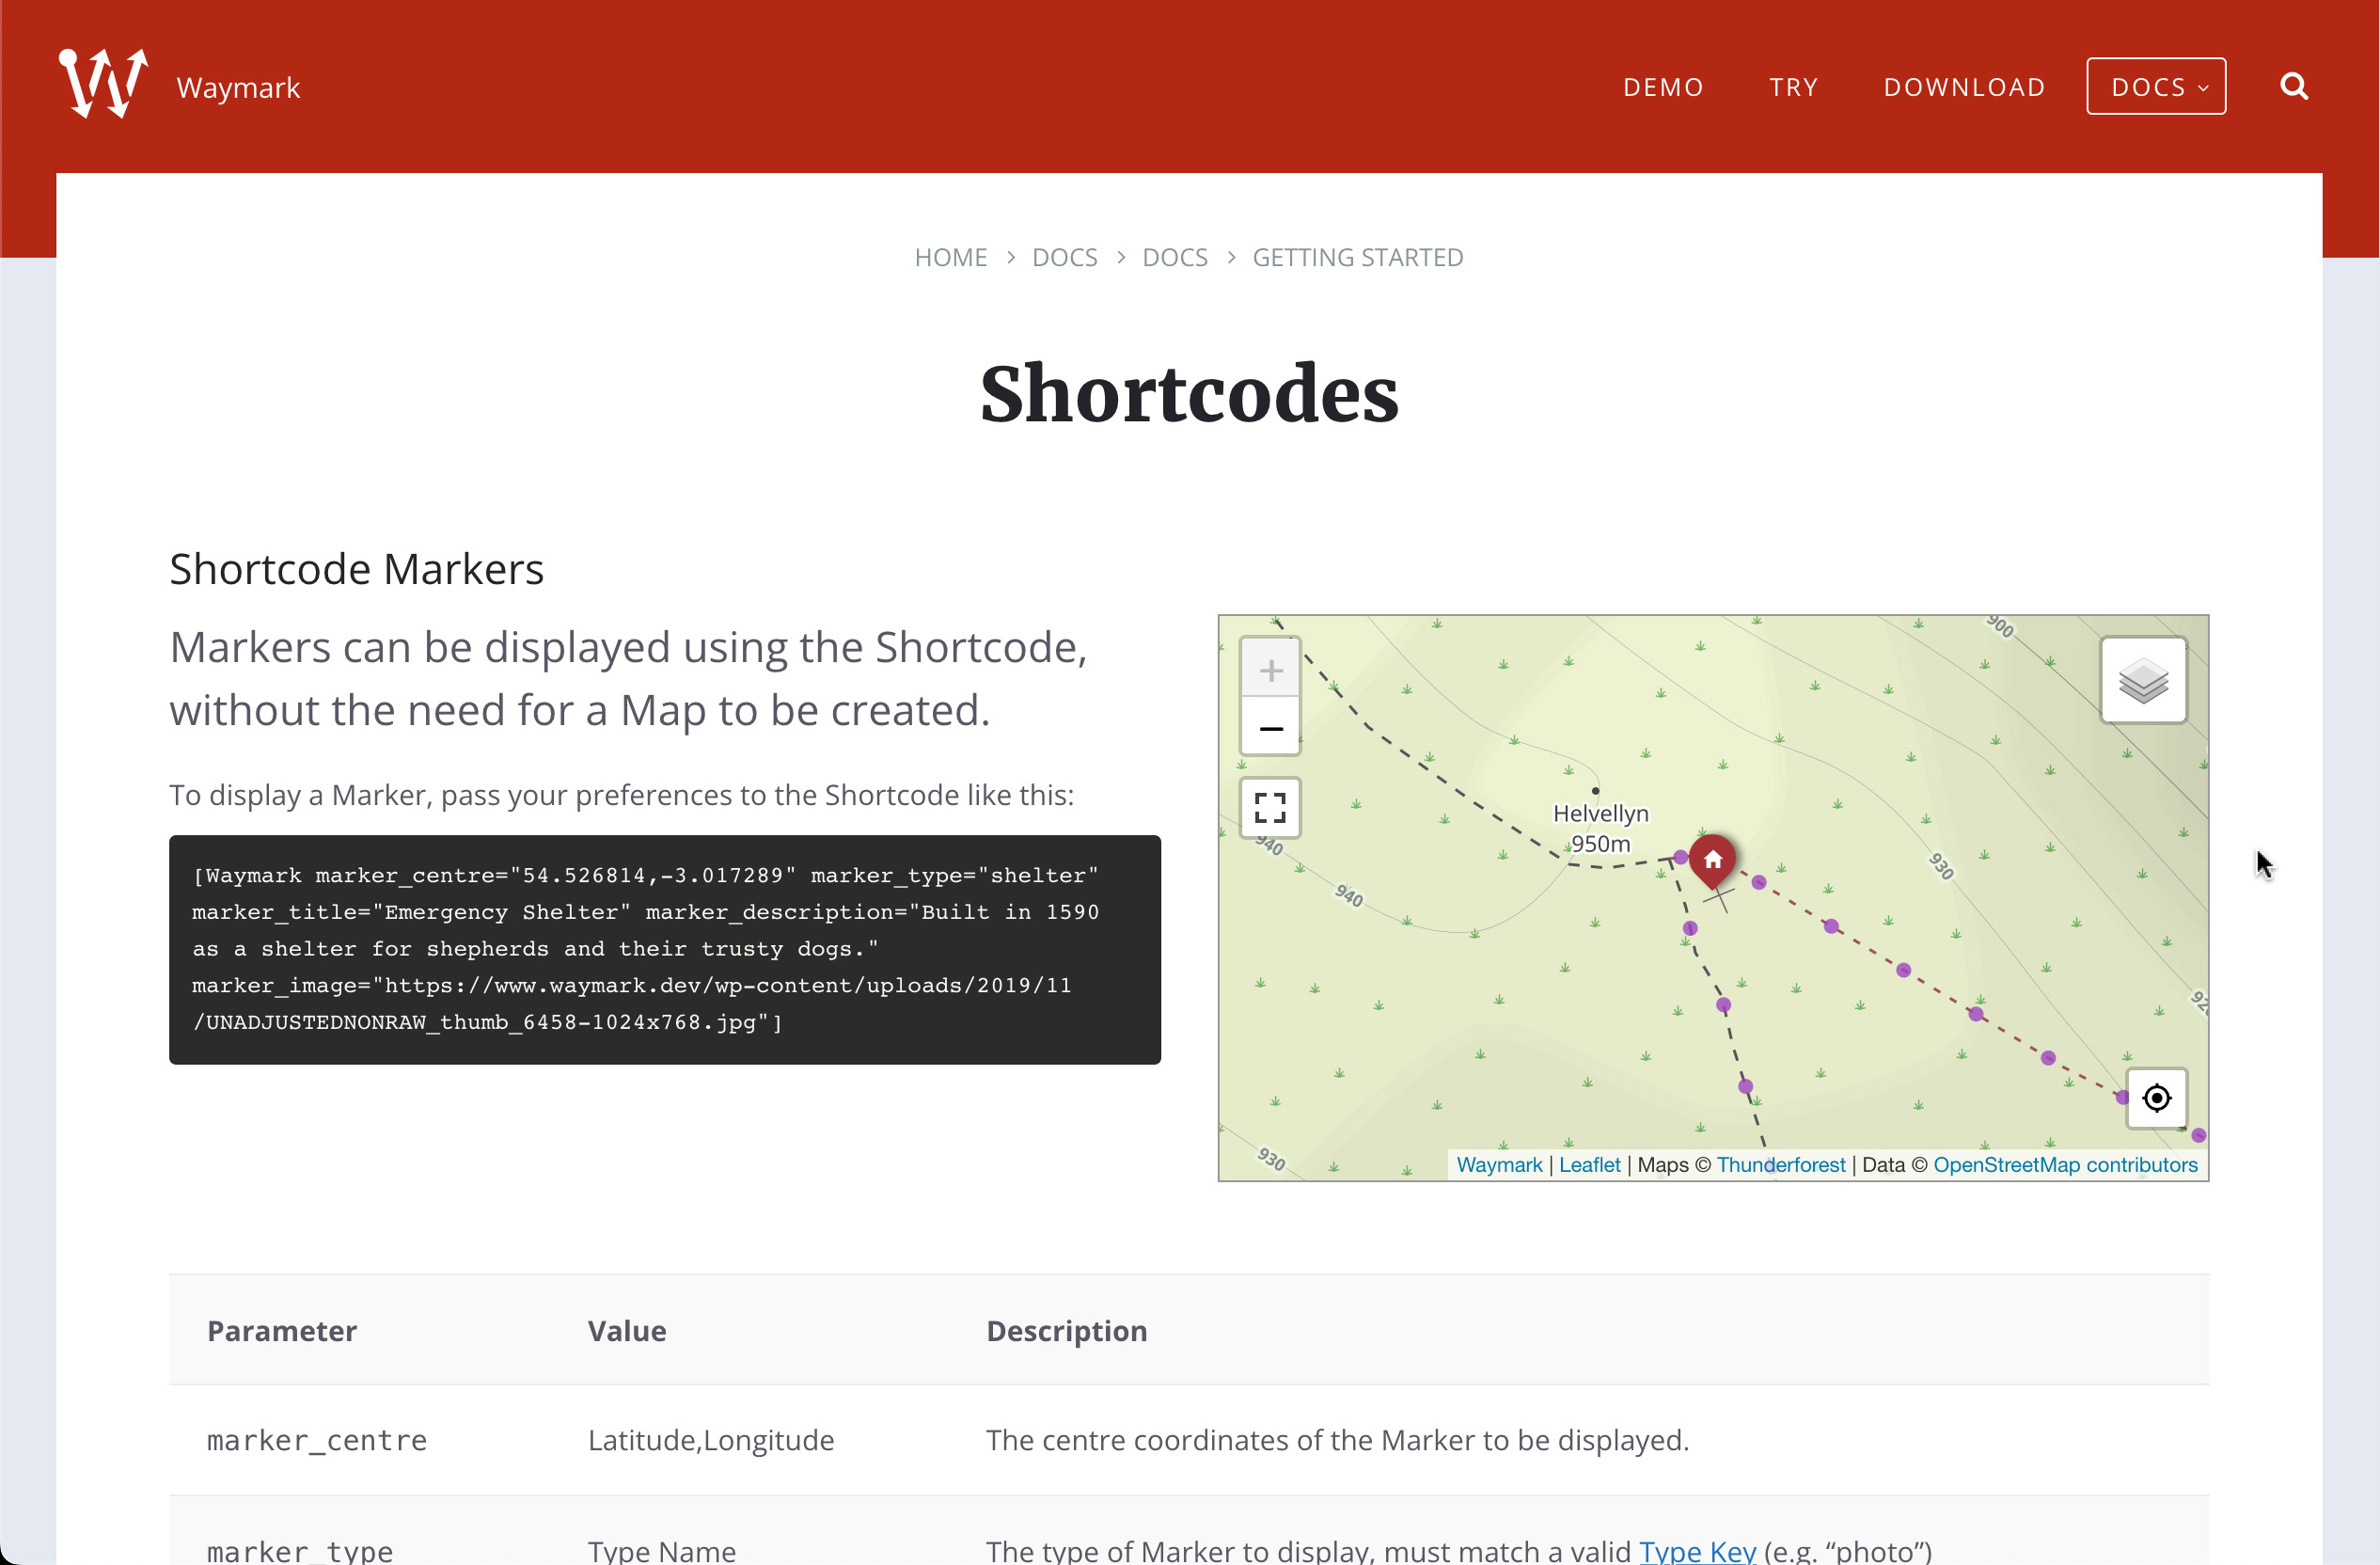 Waymark
DEMO
TRY
DOWNLOAD
DOCS
HOME > DOCS > DOCS > GETTING STARTED
Shortcodes
Shortcode Markers
Markers can be displayed using the Shortcode,
without the need for a Map to be created.
To display a Marker, pass your preferences to the Shortcode like this:
[Waymark marker_centre="54.526814,-3.017289" marker_type="shelter"
marker_title="Emergency Shelter" marker_description="Built in 1590
as a shelter for shepherds and their trusty dogs."
marker_image="https://www.waymark.dev/wp-content/uploads/2019/11
/UNADJUSTEDNONRAW_thumb_6458-1024x768.jpg"]
900
+
−
Helvellyn
950m
940
940
930
930
Waymark | Leaflet | Maps © Thunderforest | Data © OpenStreetMap contributors
Parameter
Value
Description
marker_centre
Latitude,Longitude
The centre coordinates of the Marker to be displayed.
marker_type
Type Name
The type of Marker to display, must match a valid Type Key (e.g. “photo”)